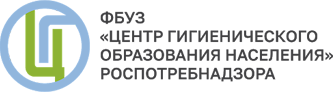 ФБУЗ
«ЦЕНТР ГИГИЕНИЧЕСКОГО
ОБРАЗОВАНИЯ НАСЕЛЕНИЯ»
РОСПОТРЕБНАДЗОРА